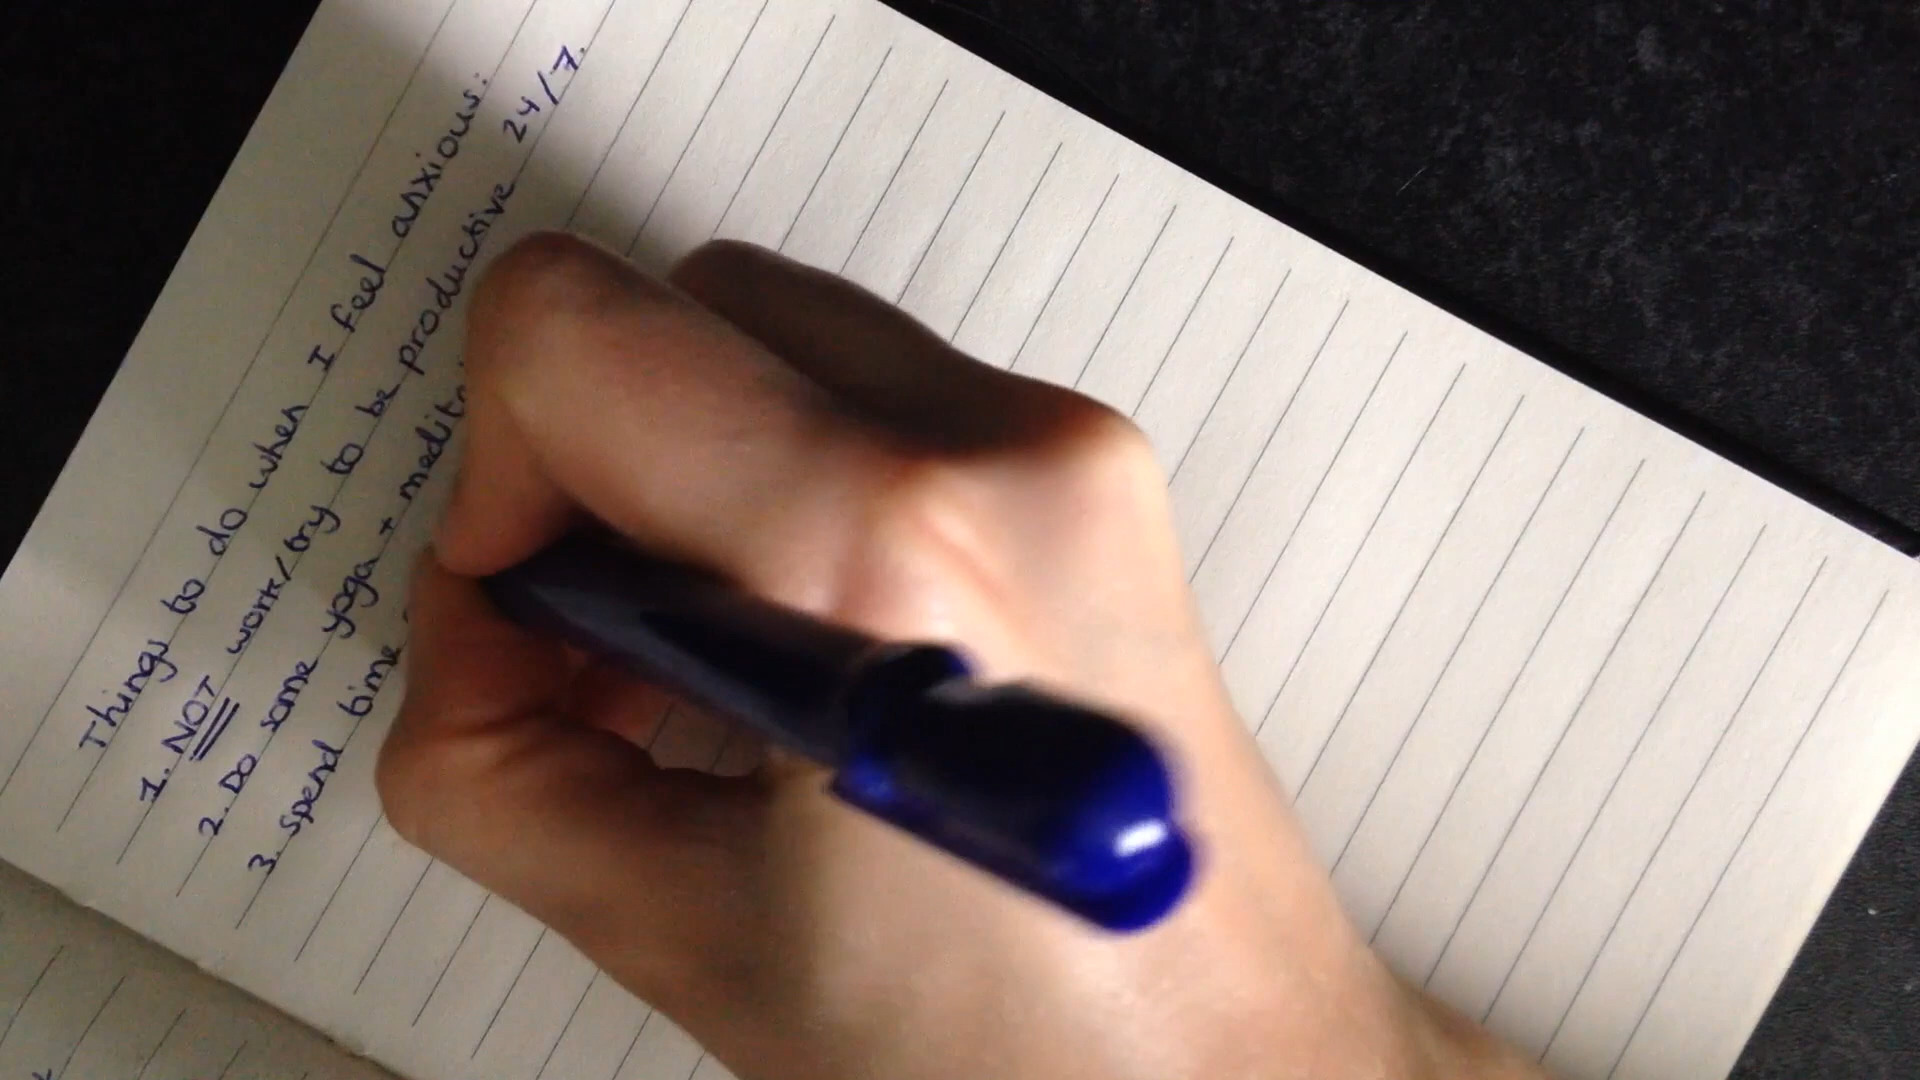 Things to do when I feel anxious:
1. NOT work/try to be productive 24/7.
2. Do some yoga +
3. spend time